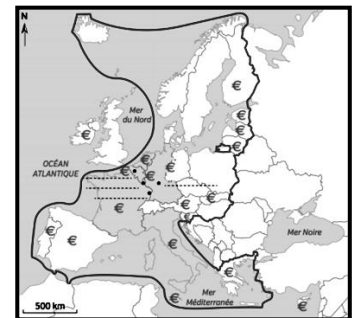 N
Mer
du Nord
€
€
€
€
€
€
€
€
€
OCÉAN
ATLANTIQUE
€
€
€
€
€
€
€
€
Mer Noire
€
€
€
Mer
Méditerranée
500 km